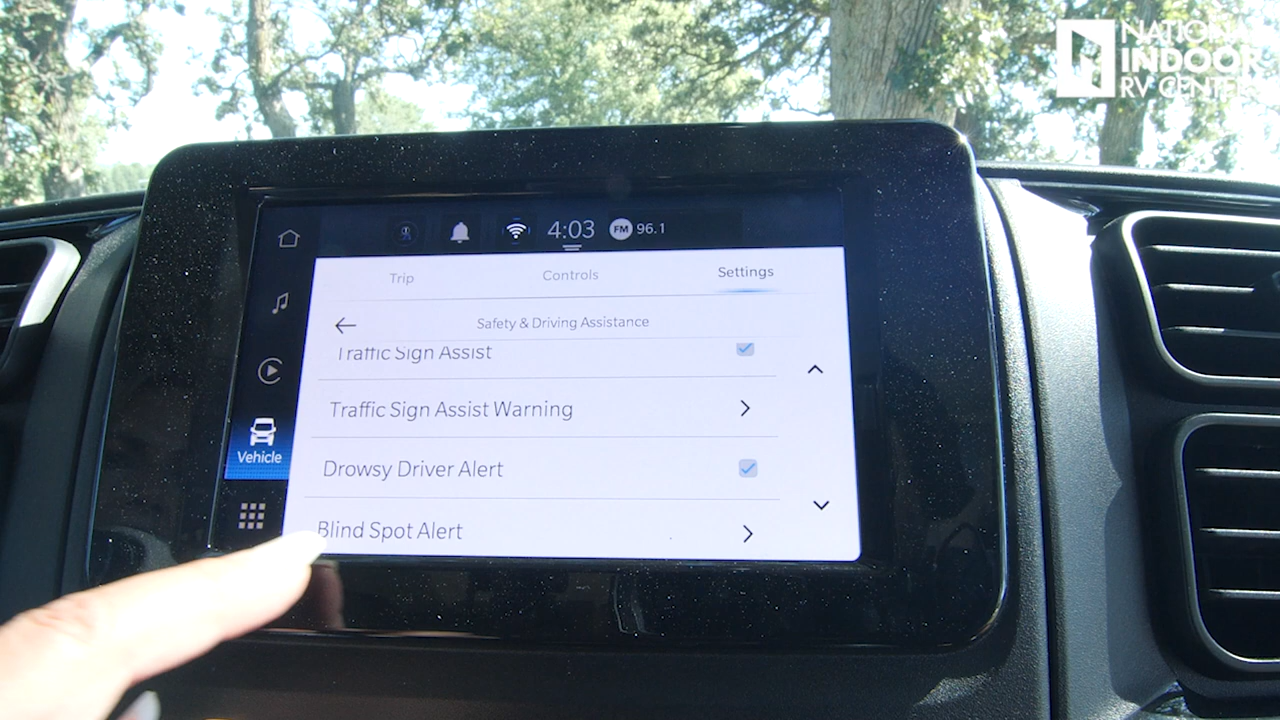 NATIONAL
INDOOR
RV CENTERS
4:03 FM 96.1
Trip Controls Settings
Safety & Driving Assistance
Traffic Sign Assist
Traffic Sign Assist Warning
Vehicle
Drowsy Driver Alert
Blind Spot Alert